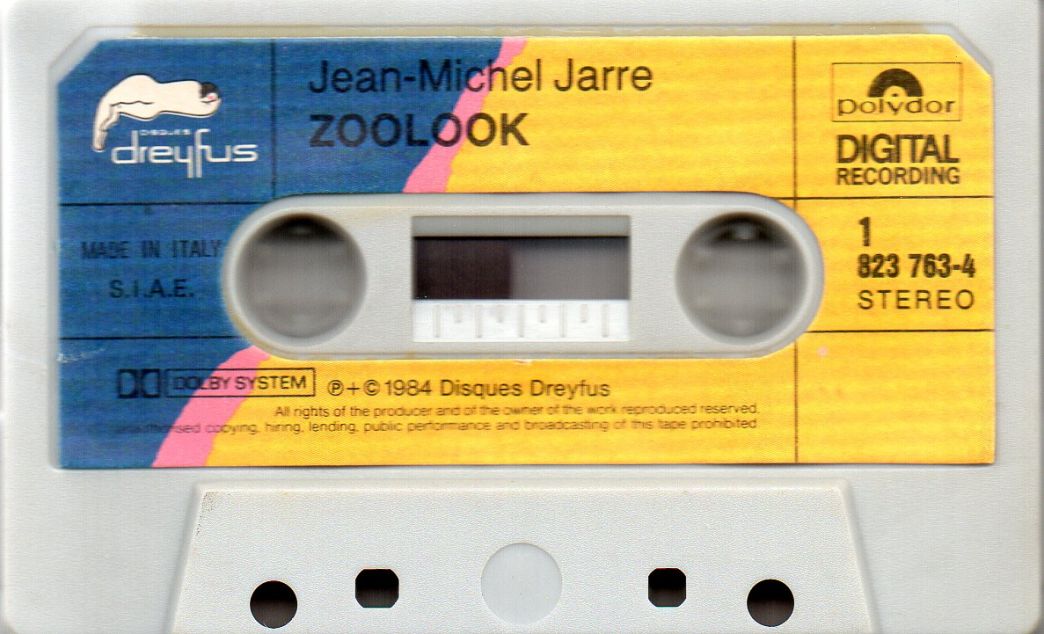 Jean-Michel Jarre
ZOOLOOK
DISQUES
dreyfus
polydor
DIGITAL
RECORDING
MADE IN ITALY
S.I.A.E.
1
823 763-4
STEREO
DOLBY SYSTEM
℗+© 1984 Disques Dreyfus
All rights of the producer and of the owner of the work reproduced reserved.
copying, hiring, lending, public performance and broadcasting of this tape prohibited